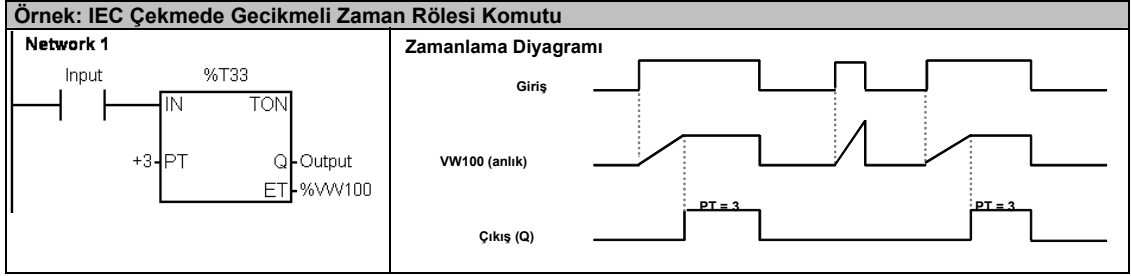 Örnek: IEC Çekmede Gecikmeli Zaman Rölesi Komutu
Network 1
Input
%T33
IN TON
+3 PT Q Output
ET %VW100
Zamanlama Diyagramı
Giriş
VW100 (anlık)
PT = 3 PT = 3
Çıkış (Q)